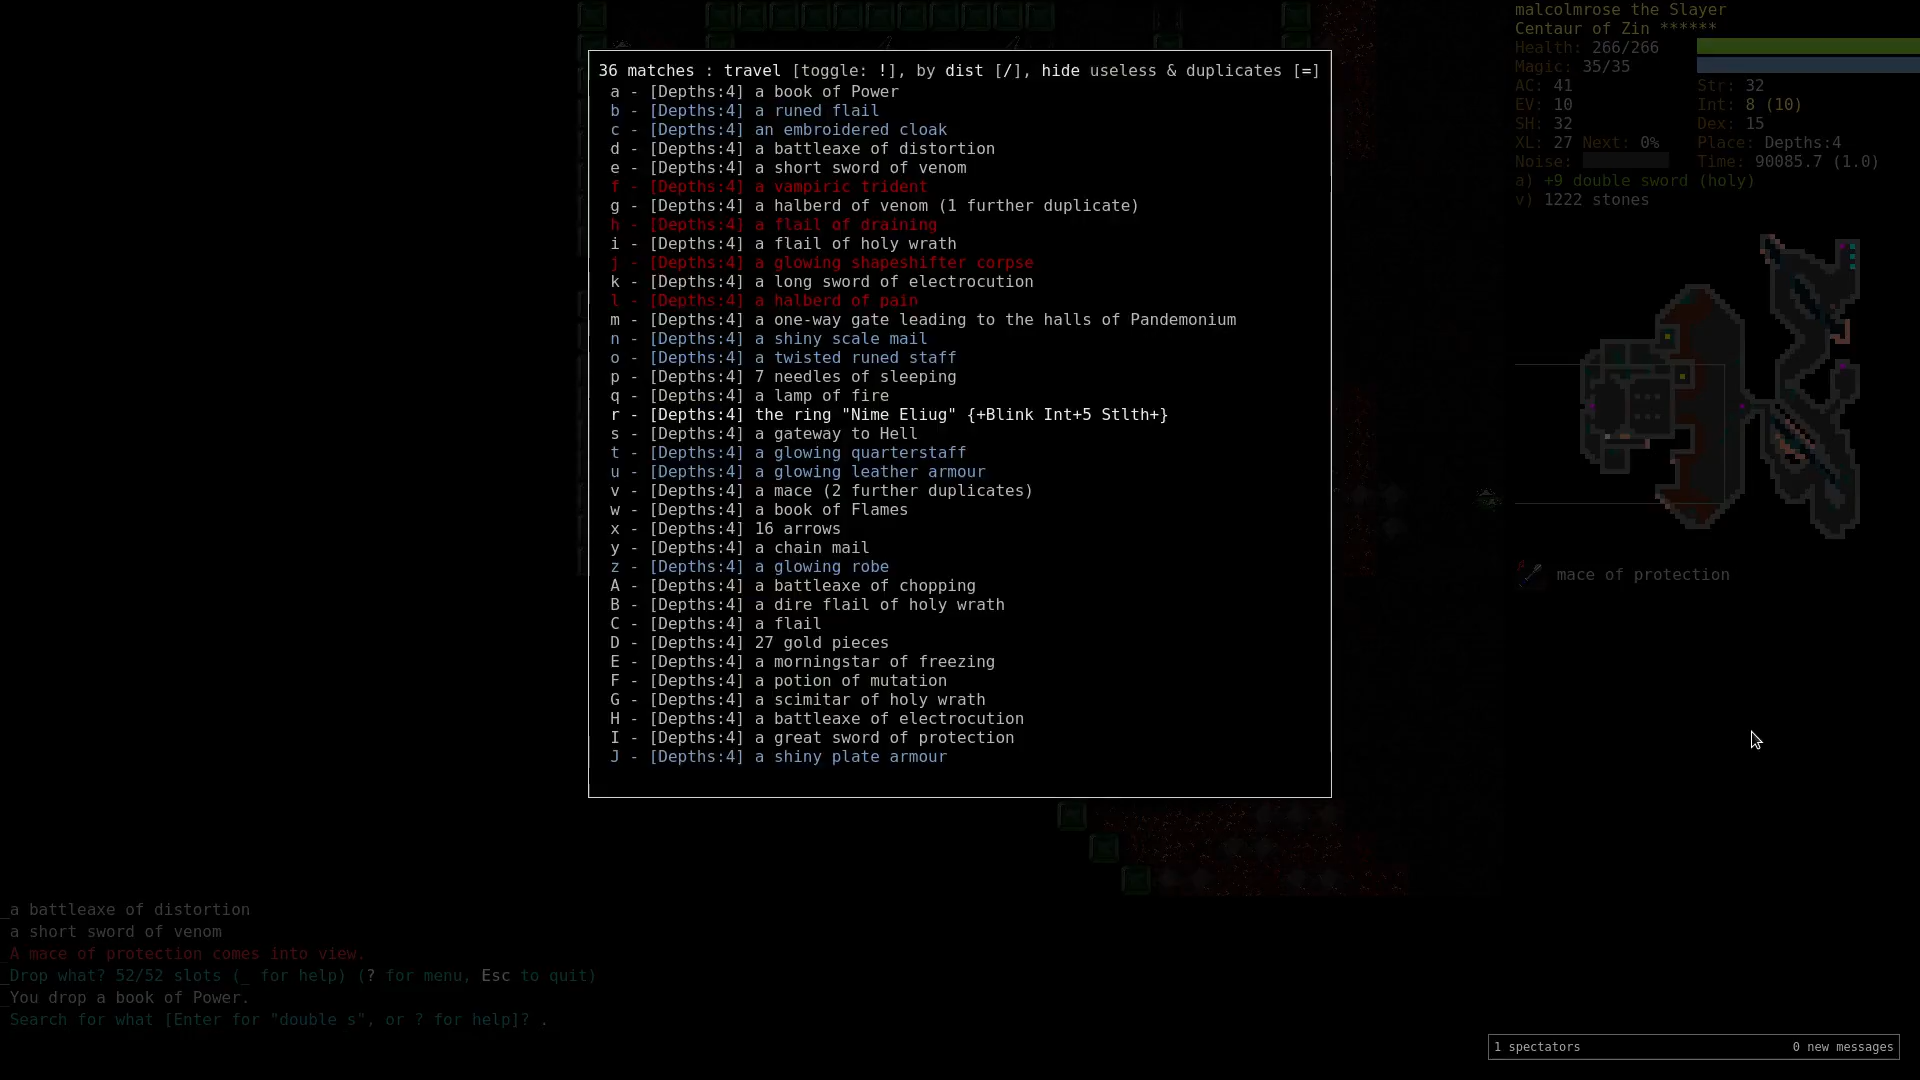 malcolmrose the Slayer
Centaur of Zin ******
Health: 266/266
Magic: 35/35
AC: 41 Str: 32
EV: 10 Int: 8 (10)
SH: 32 Dex: 15
XL: 27 Next: 0% Place: Depths:4
Noise: Time: 90085.7 (1.0)
a) +9 double sword (holy)
v) 1222 stones
36 matches : travel [toggle: !], by dist [/], hide useless & duplicates [=]
a - [Depths:4] a book of Power
b - [Depths:4] a runed flail
c - [Depths:4] an embroidered cloak
d - [Depths:4] a battleaxe of distortion
e - [Depths:4] a short sword of venom
f - [Depths:4] a vampiric trident
g - [Depths:4] a halberd of venom (1 further duplicate)
h - [Depths:4] a flail of draining
i - [Depths:4] a flail of holy wrath
j - [Depths:4] a glowing shapeshifter corpse
k - [Depths:4] a long sword of electrocution
l - [Depths:4] a halberd of pain
m - [Depths:4] a one-way gate leading to the halls of Pandemonium
n - [Depths:4] a shiny scale mail
o - [Depths:4] a twisted runed staff
p - [Depths:4] 7 needles of sleeping
q - [Depths:4] a lamp of fire
r - [Depths:4] the ring "Nime Eliug" {+Blink Int+5 Stlth+}
s - [Depths:4] a gateway to Hell
t - [Depths:4] a glowing quarterstaff
u - [Depths:4] a glowing leather armour
v - [Depths:4] a mace (2 further duplicates)
w - [Depths:4] a book of Flames
x - [Depths:4] 16 arrows
y - [Depths:4] a chain mail
z - [Depths:4] a glowing robe
A - [Depths:4] a battleaxe of chopping
B - [Depths:4] a dire flail of holy wrath
C - [Depths:4] a flail
D - [Depths:4] 27 gold pieces
E - [Depths:4] a morningstar of freezing
F - [Depths:4] a potion of mutation
G - [Depths:4] a scimitar of holy wrath
H - [Depths:4] a battleaxe of electrocution
I - [Depths:4] a great sword of protection
J - [Depths:4] a shiny plate armour
mace of protection
_a battleaxe of distortion
a short sword of venom
_A mace of protection comes into view.
_Drop what? 52/52 slots (_ for help) (? for menu, Esc to quit)
_You drop a book of Power.
Search for what [Enter for "double s", or ? for help]? .
1 spectators 0 new messages